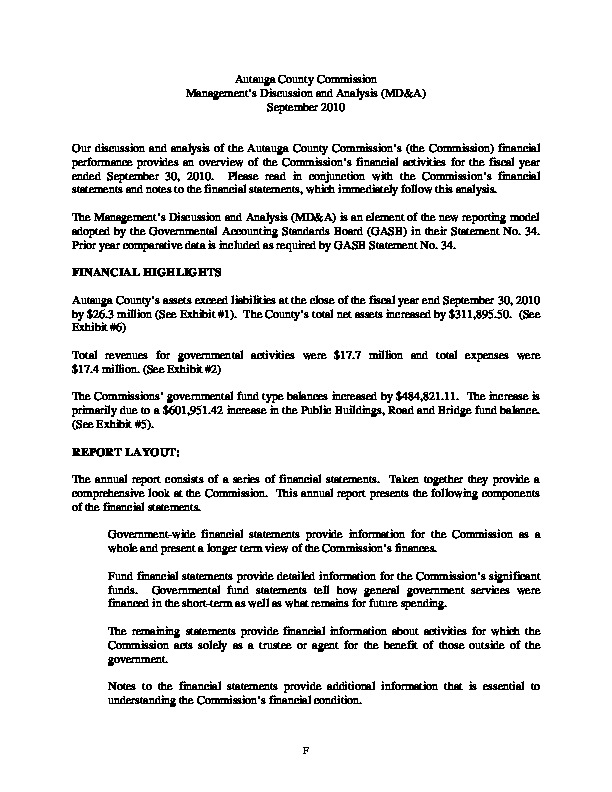 Autauga County Commission
Management's Discussion and Analysis (MD&A)
September 2010
Our discussion and analysis of the Autauga County Commission's (the Commission) financial
performance provides an overview of the Commission's financial activities for the fiscal year
ended September 30, 2010. Please read in conjunction with the Commission's financial
statements and notes to the financial statements, which immediately follow this analysis.
The Management's Discussion and Analysis (MD&A) is an element of the new reporting model
adopted by the Governmental Accounting Standards Board (GASB) in their Statement No. 34.
Prior year comparative data is included as required by GASB Statement No. 34.
FINANCIAL HIGHLIGHTS
Autauga County's assets exceed liabilities at the close of the fiscal year end September 30, 2010
by $26.3 million (See Exhibit #1). The County's total net assets increased by $311,895.50. (See
Exhibit #6)
Total revenues for governmental activities were $17.7 million and total expenses were
$17.4 million. (See Exhibit #2)
The Commissions' governmental fund type balances increased by $484,821.11. The increase is
primarily due to a $601,951.42 increase in the Public Buildings, Road and Bridge fund balance.
(See Exhibit #5).
REPORT LAYOUT:
The annual report consists of a series of financial statements. Taken together they provide a
comprehensive look at the Commission. This annual report presents the following components
of the financial statements.
Government-wide financial statements provide information for the Commission as a
whole and present a longer term view of the Commission's finances.
Fund financial statements provide detailed information for the Commission's significant
funds. Governmental fund statements tell how general government services were
financed in the short-term as well as what remains for future spending.
The remaining statements provide financial information about activities for which the
Commission acts solely as a trustee or agent for the benefit of those outside of the
government.
Notes to the financial statements provide additional information that is essential to
understanding the Commission's financial condition.
F